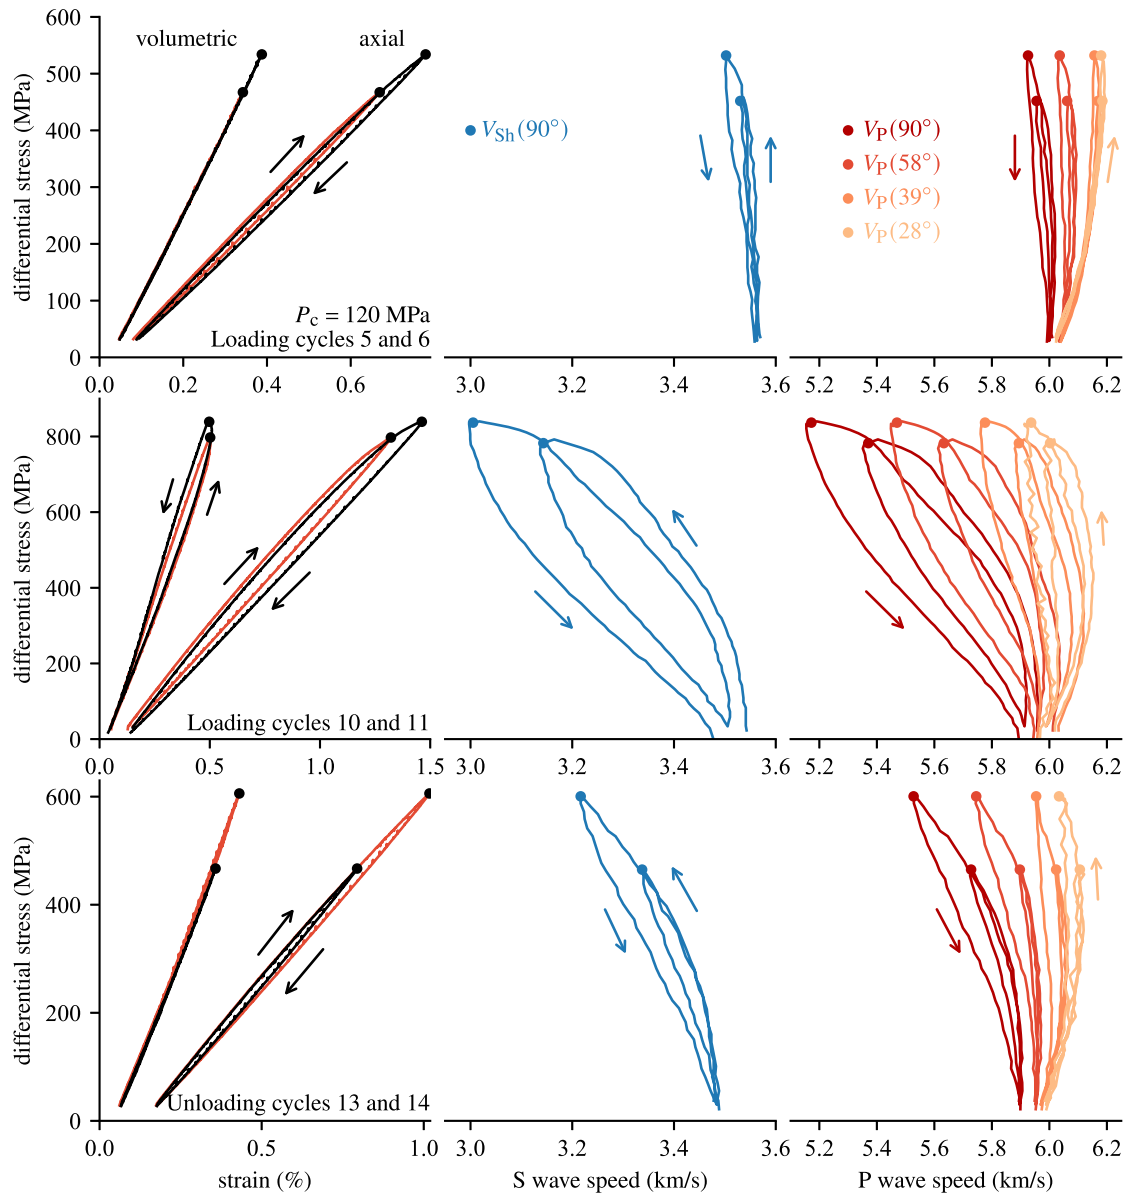 600
500
400
300
200
100
0
differential stress (MPa)
volumetric
axial
P_c = 120 MPa
Loading cycles 5 and 6
0.0 0.2 0.4 0.6
V_Sh(90°)
3.0 3.2 3.4 3.6
V_P(90°)
V_P(58°)
V_P(39°)
V_P(28°)
5.2 5.4 5.6 5.8 6.0 6.2
800
600
400
200
0
differential stress (MPa)
Loading cycles 10 and 11
0.0 0.5 1.0 1.5
3.0 3.2 3.4 3.6
5.2 5.4 5.6 5.8 6.0 6.2
600
400
200
0
differential stress (MPa)
Unloading cycles 13 and 14
0.0 0.5 1.0
strain (%)
3.0 3.2 3.4 3.6
S wave speed (km/s)
5.2 5.4 5.6 5.8 6.0 6.2
P wave speed (km/s)